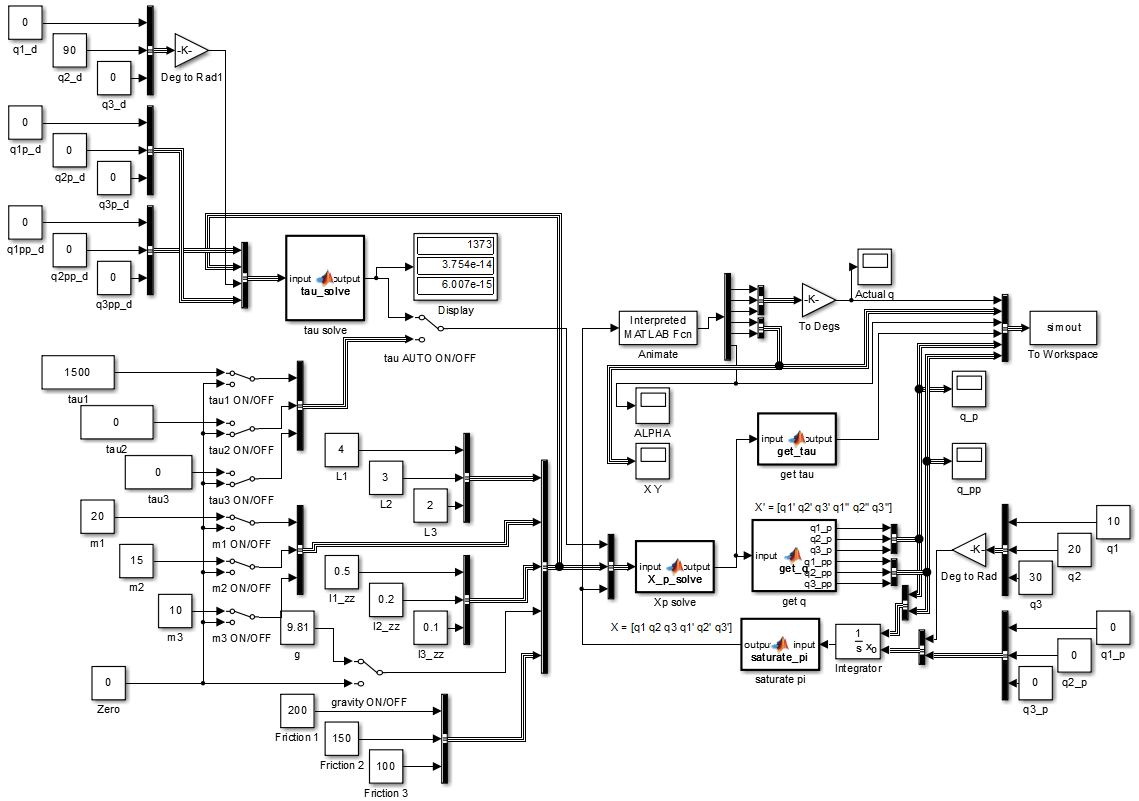 0
q1_d
90
q2_d
0
q3_d
-K-
Deg to Rad1
0
q1p_d
0
q2p_d
0
q3p_d
0
q1pp_d
0
q2pp_d
0
q3pp_d
input
output
tau_solve
tau solve
1373
3.754e-14
6.007e-15
Display
tau AUTO ON/OFF
1500
tau1
tau1 ON/OFF
0
tau2
tau2 ON/OFF
0
tau3
tau3 ON/OFF
20
m1
m1 ON/OFF
15
m2
m2 ON/OFF
10
m3
m3 ON/OFF
0
Zero
4
L1
3
L2
2
L3
0.5
I1_zz
0.2
I2_zz
0.1
I3_zz
9.81
g
gravity ON/OFF
200
Friction 1
150
Friction 2
100
Friction 3
Interpreted
MATLAB Fcn
Animate
-K-
To Degs
Actual q
simout
To Workspace
ALPHA
X Y
input
output
get_tau
get tau
q_p
q_pp
X' = [q1' q2' q3' q1'' q2'' q3'']
input
output
X_p_solve
Xp solve
input
get_q
q1_p
q2_p
q3_p
q1_pp
q2_pp
q3_pp
get q
X = [q1 q2 q3 q1' q2' q3']
output
input
saturate_pi
saturate pi
1
s
x0
Integrator
-K-
Deg to Rad
10
q1
20
q2
30
q3
0
q1_p
0
q2_p
0
q3_p